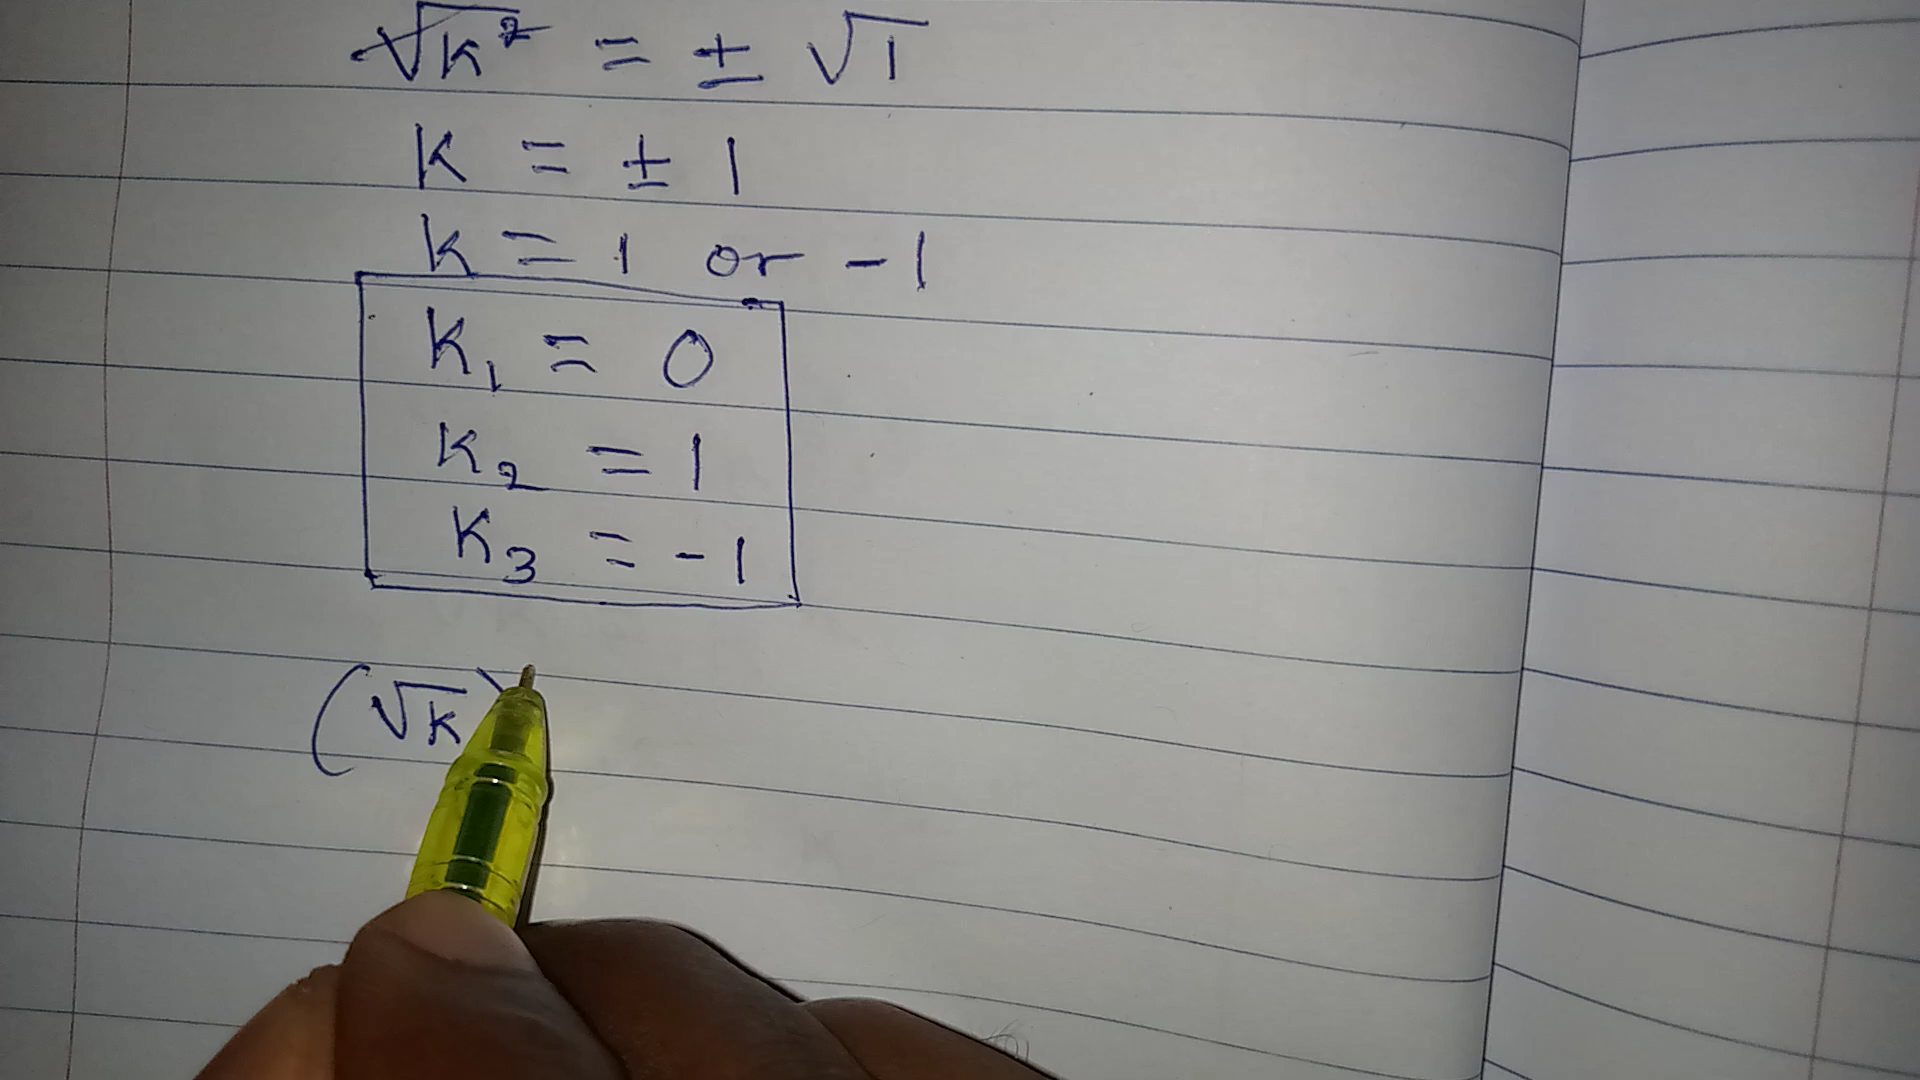 √k² = ± √1
K = ± 1
k = 1 or -1
K₁ = 0
K₂ = 1
K₃ = -1
(√k)